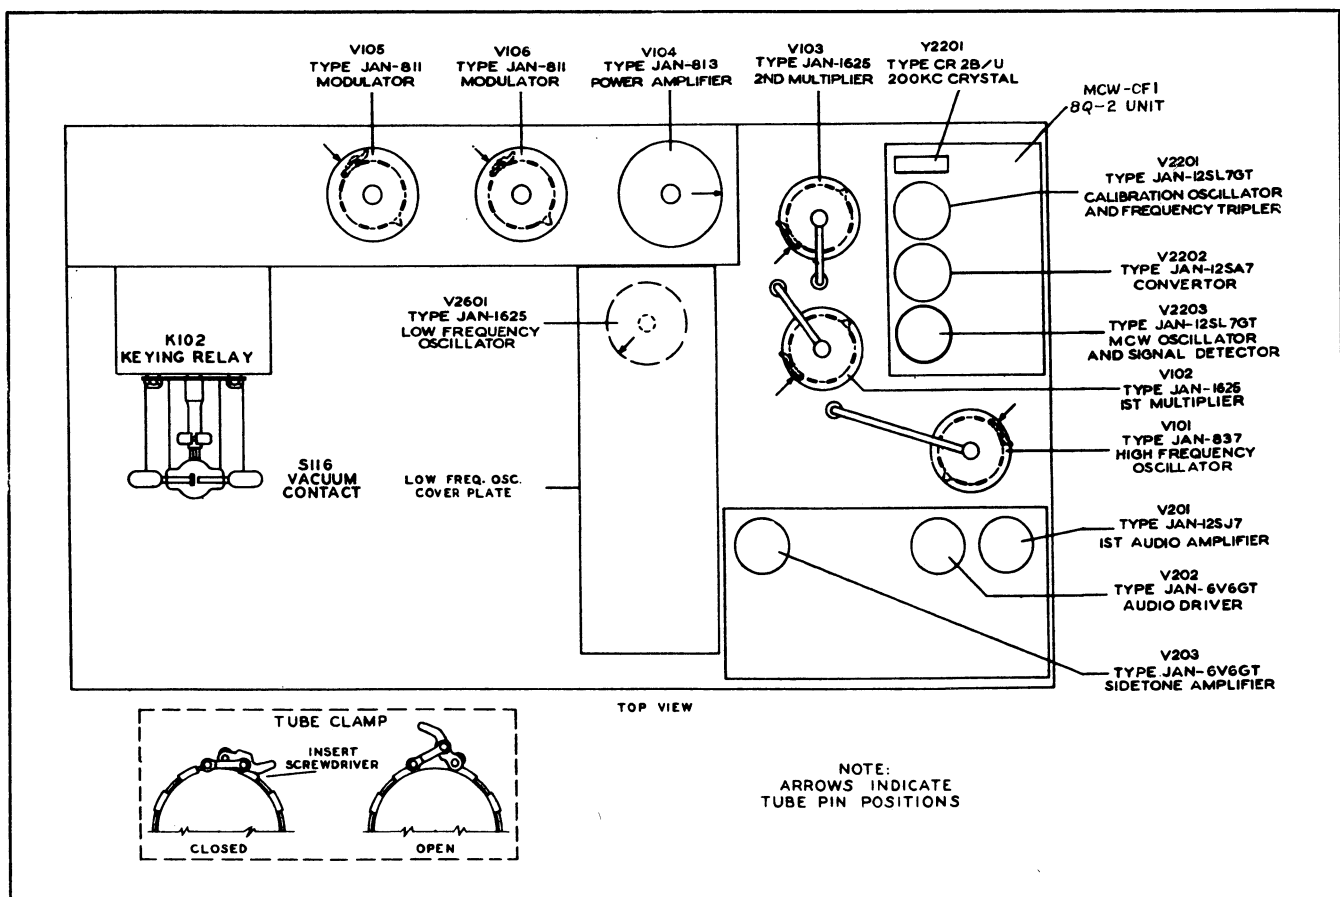 V105
TYPE JAN-811
MODULATOR
V106
TYPE JAN-811
MODULATOR
V104
TYPE JAN-813
POWER AMPLIFIER
V103
TYPE JAN-1625
2ND MULTIPLIER
Y2201
TYPE CR 2B/U
200KC CRYSTAL
MCW-CFI
BQ-2 UNIT
V2201
TYPE JAN-12SL7GT
CALIBRATION OSCILLATOR
AND FREQUENCY TRIPLER
V2202
TYPE JAN-12SA7
CONVERTOR
V2203
TYPE JAN-12SL7GT
MCW OSCILLATOR
AND SIGNAL DETECTOR
V102
TYPE JAN-1625
1ST MULTIPLIER
V101
TYPE JAN-837
HIGH FREQUENCY
OSCILLATOR
V201
TYPE JAN-12SJ7
1ST AUDIO AMPLIFIER
V202
TYPE JAN-6V6GT
AUDIO DRIVER
V203
TYPE JAN-6V6GT
SIDETONE AMPLIFIER
V2601
TYPE JAN-1625
LOW FREQUENCY
OSCILLATOR
K102
KEYING RELAY
S116
VACUUM
CONTACT
LOW FREQ. OSC.
COVER PLATE
TOP VIEW
TUBE CLAMP
INSERT
SCREWDRIVER
CLOSED
OPEN
NOTE:
ARROWS INDICATE
TUBE PIN POSITIONS